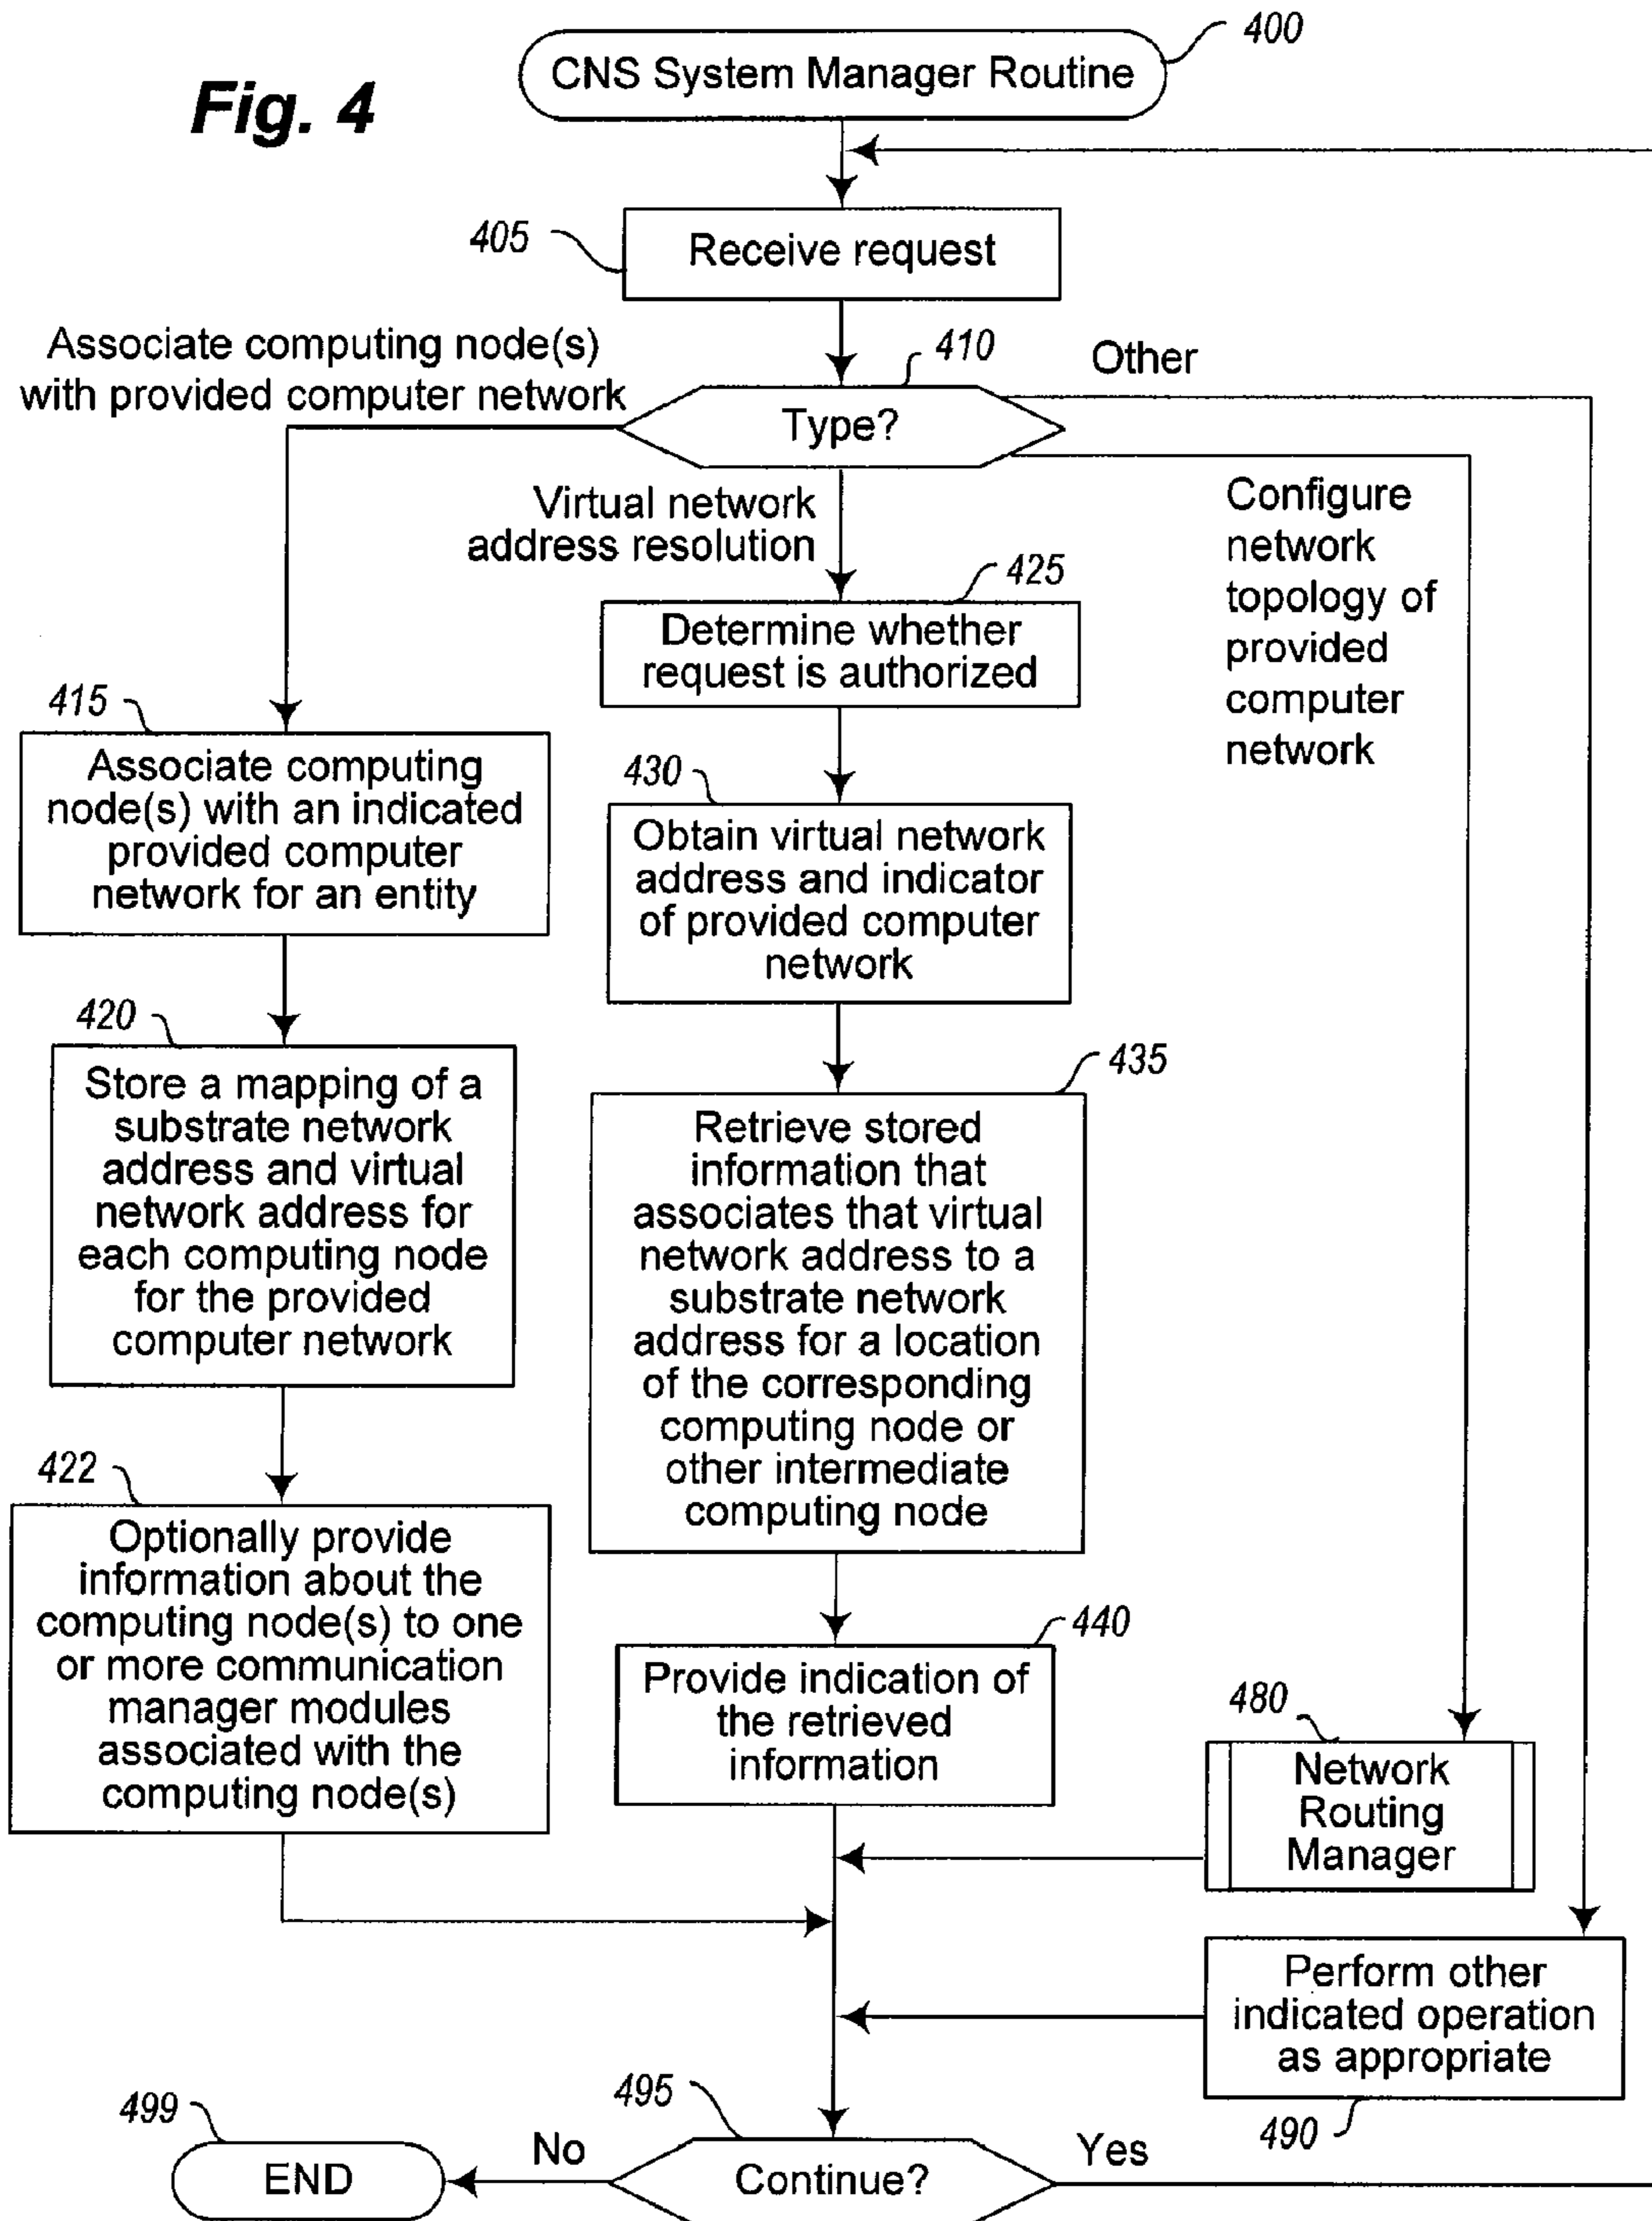 Fig. 4
CNS System Manager Routine
400
405
Receive request
Associate computing node(s)
with provided computer network
410
Type?
Other
Virtual network
address resolution
Configure
network
topology of
provided
computer
network
425
Determine whether
request is authorized
415
Associate computing
node(s) with an indicated
provided computer
network for an entity
430
Obtain virtual network
address and indicator
of provided computer
network
420
Store a mapping of a
substrate network
address and virtual
network address for
each computing node
for the provided
computer network
435
Retrieve stored
information that
associates that virtual
network address to a
substrate network
address for a location
of the corresponding
computing node or
other intermediate
computing node
422
Optionally provide
information about the
computing node(s) to one
or more communication
manager modules
associated with the
computing node(s)
440
Provide indication of
the retrieved
information
480
Network
Routing
Manager
Perform other
indicated operation
as appropriate
490
495
Continue?
Yes
No
499
END